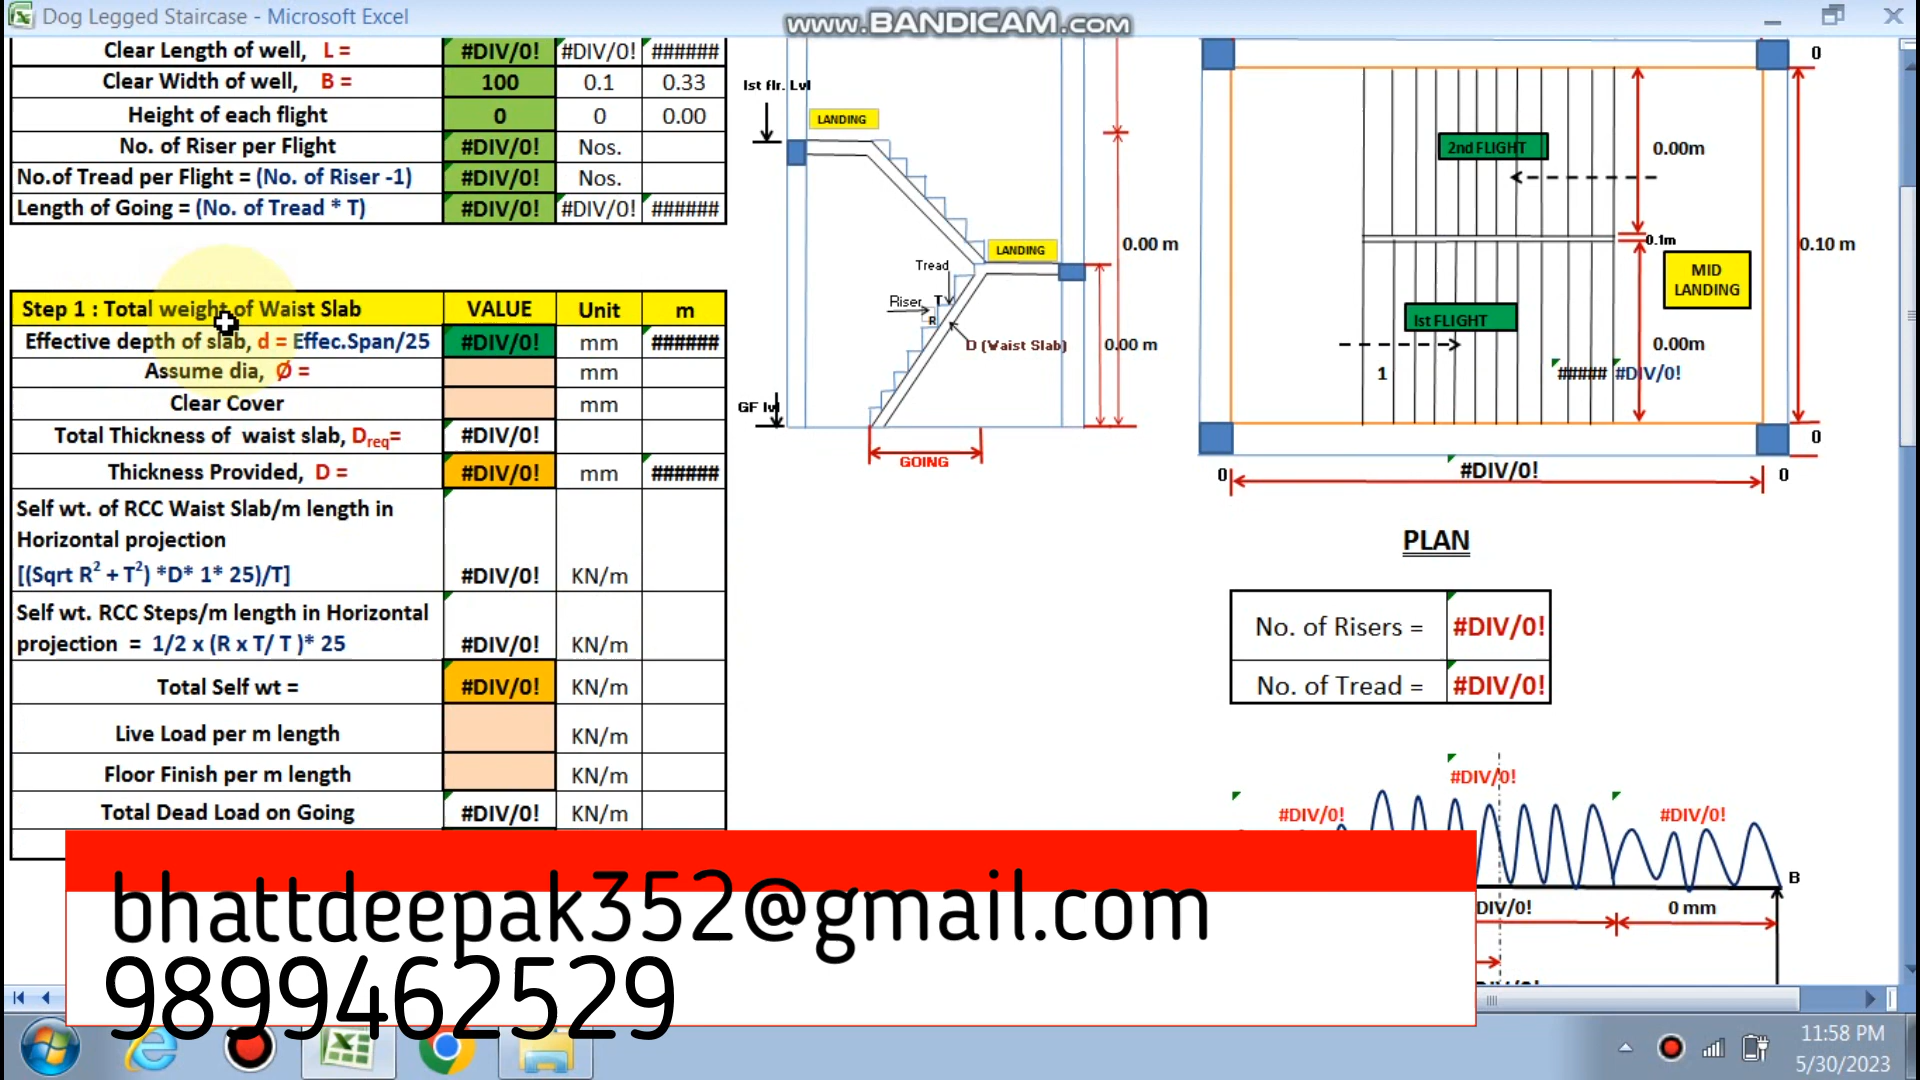 Dog Legged Staircase - Microsoft Excel
www.BANDICAM.com
Clear Length of well, L = #DIV/0! #DIV/0! ######
Clear Width of well, B = 100 0.1 0.33
Height of each flight 0 0 0.00
No. of Riser per Flight #DIV/0! Nos.
No.of Tread per Flight = (No. of Riser -1) #DIV/0! Nos.
Length of Going = (No. of Tread * T) #DIV/0! #DIV/0! ######
Step 1 : Total weight of Waist Slab VALUE Unit m
Effective depth of slab, d = Effec.Span/25 #DIV/0! mm ######
Assume dia, Ø = mm
Clear Cover mm
Total Thickness of waist slab, Dreq= #DIV/0!
Thickness Provided, D = #DIV/0! mm ######
Self wt. of RCC Waist Slab/m length in
Horizontal projection
[(Sqrt R² + T²) *D* 1* 25)/T] #DIV/0! KN/m
Self wt. RCC Steps/m length in Horizontal
projection = 1/2 x (R x T/ T )* 25 #DIV/0! KN/m
Total Self wt = #DIV/0! KN/m
Live Load per m length KN/m
Floor Finish per m length KN/m
Total Dead Load on Going #DIV/0! KN/m
Ist flr. Lvl
LANDING
LANDING
Tread
Riser
T
R
D (Waist Slab)
0.00 m
0.00 m
GF lvl
GOING
0
2nd FLIGHT
0.00m
0.1m
0.10 m
MID
LANDING
Ist FLIGHT
0.00m
1
##### #DIV/0!
0
0 #DIV/0! 0
PLAN
No. of Risers = #DIV/0!
No. of Tread = #DIV/0!
#DIV/0!
#DIV/0! #DIV/0!
B
DIV/0! 0 mm
bhattdeepak352@gmail.com
9899462529
11:58 PM
5/30/2023